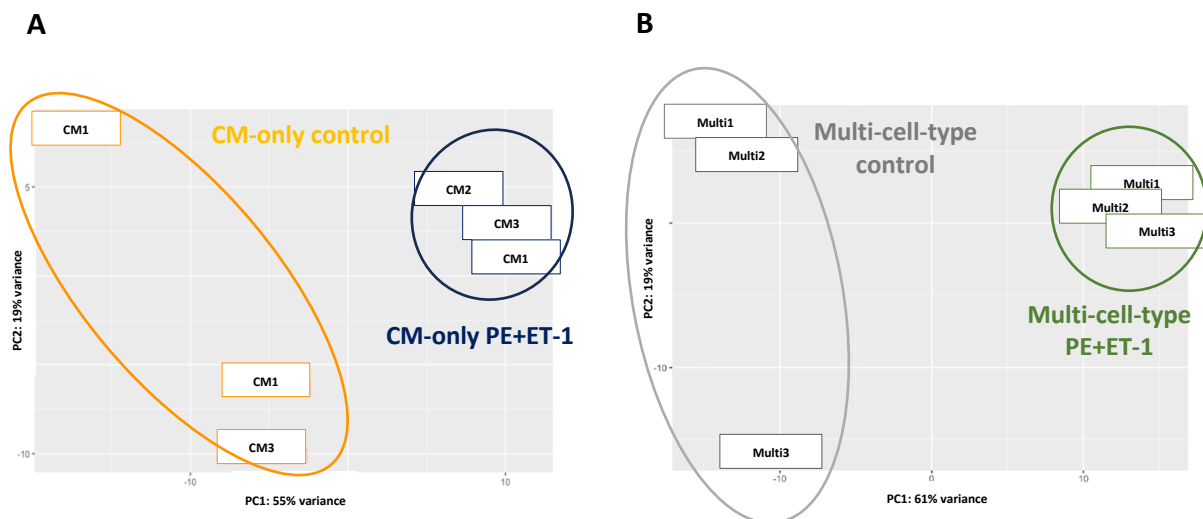 A
CM-only control
CM1
CM2
CM3
CM1
CM-only PE+ET-1
CM1
CM3
5
-10
-10
10
PC2: 19% variance
PC1: 55% variance
B
Multi-cell-type
control
Multi1
Multi2
Multi1
Multi2
Multi3
Multi-cell-type
PE+ET-1
Multi3
-10
-10
0
10
PC2: 19% variance
PC1: 61% variance